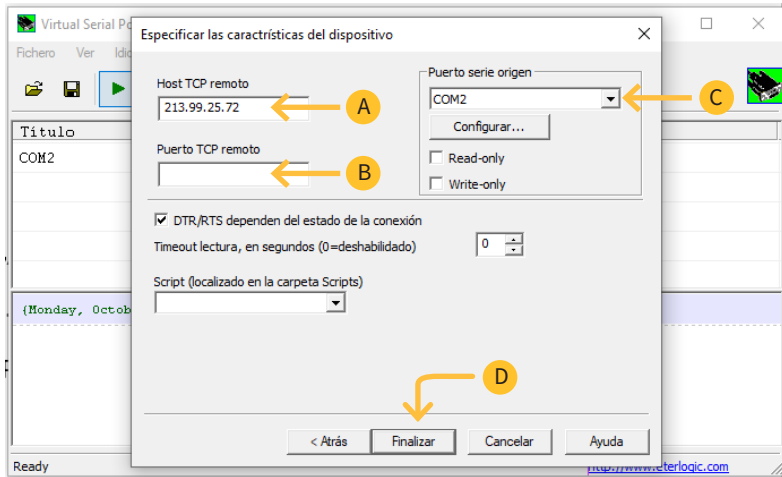 Virtual Serial Po
Especificar las caractrísticas del dispositivo
Fichero Ver Idio
Host TCP remoto
213.99.25.72
A
Puerto serie origen
COM2
C
Configurar...
Título
Puerto TCP remoto
B
Read-only
COM2
Write-only
DTR/RTS dependen del estado de la conexión
Timeout lectura, en segundos (0=deshabilitado)
0
Script (localizado en la carpeta Scripts)
{Monday, Octob
D
< Atrás
Finalizar
Cancelar
Ayuda
Ready
http://www.eterlogic.com